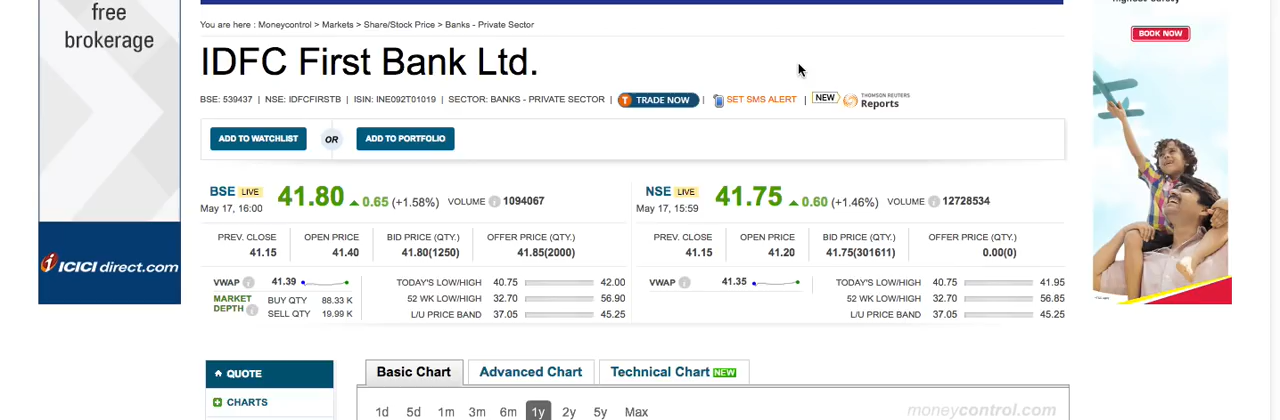 free
brokerage
ICICI direct.com
You are here : Moneycontrol > Markets > Share/Stock Price > Banks - Private Sector
IDFC First Bank Ltd.
BSE: 539437 | NSE: IDFCFIRSTB | ISIN: INE092T01019 | SECTOR: BANKS - PRIVATE SECTOR | TRADE NOW | SET SMS ALERT | NEW THOMSON REUTERS Reports
ADD TO WATCHLIST OR ADD TO PORTFOLIO
BSE LIVE 41.80 0.65 (+1.58%) VOLUME 1094067
May 17, 16:00
PREV. CLOSE OPEN PRICE BID PRICE (QTY.) OFFER PRICE (QTY.)
41.15 41.40 41.80(1250) 41.85(2000)
VWAP 41.39 TODAY'S LOW/HIGH 40.75 42.00
MARKET DEPTH BUY QTY 88.33 K 52 WK LOW/HIGH 32.70 56.90
SELL QTY 19.99 K L/U PRICE BAND 37.05 45.25
NSE LIVE 41.75 0.60 (+1.46%) VOLUME 12728534
May 17, 15:59
PREV. CLOSE OPEN PRICE BID PRICE (QTY.) OFFER PRICE (QTY.)
41.15 41.20 41.75(301611) 0.00(0)
VWAP 41.35 TODAY'S LOW/HIGH 40.75 41.95
52 WK LOW/HIGH 32.70 56.85
L/U PRICE BAND 37.05 45.25
QUOTE
CHARTS
Basic Chart Advanced Chart Technical Chart NEW
1d 5d 1m 3m 6m 1y 2y 5y Max
moneycontrol.com
BOOK NOW